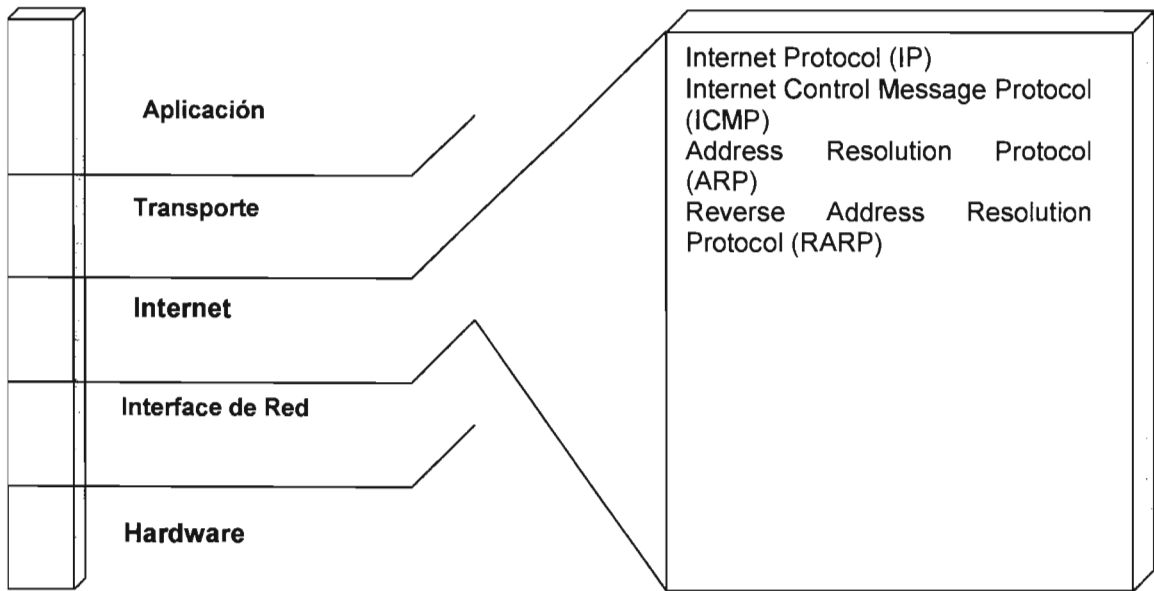 Aplicación
Transporte
Internet
Interface de Red
Hardware
Internet Protocol (IP)
Internet Control Message Protocol
(ICMP)
Address Resolution Protocol
(ARP)
Reverse Address Resolution
Protocol (RARP)